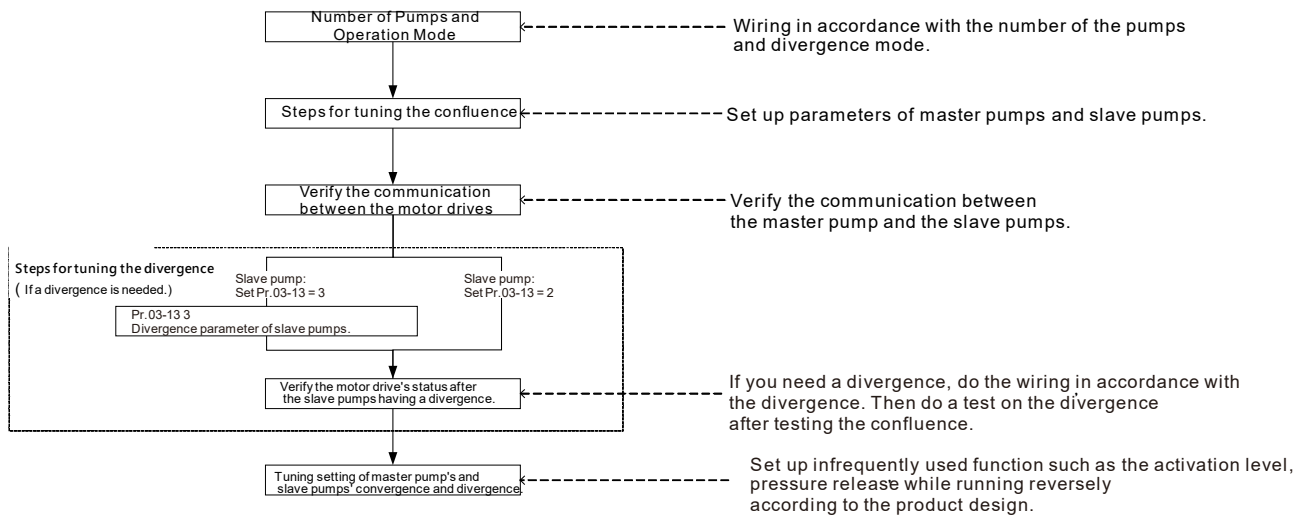 Number of Pumps and
Operation Mode
Wiring in accordance with the number of the pumps
and divergence mode.
Steps for tuning the confluence
Set up parameters of master pumps and slave pumps.
Verify the communication
between the motor drives
Verify the communication between
the master pump and the slave pumps.
Steps for tuning the divergence
( If a divergence is needed.)
Slave pump:
Set Pr.03-13 = 3
Slave pump:
Set Pr.03-13 = 2
Pr.03-13 3
Divergence parameter of slave pumps.
Verify the motor drive's status after
the slave pumps having a divergence.
If you need a divergence, do the wiring in accordance with
the divergence. Then do a test on the divergence
after testing the confluence.
Tuning setting of master pump's and
slave pumps' convergence and divergence.
Set up infrequently used function such as the activation level,
pressure release while running reversely
according to the product design.